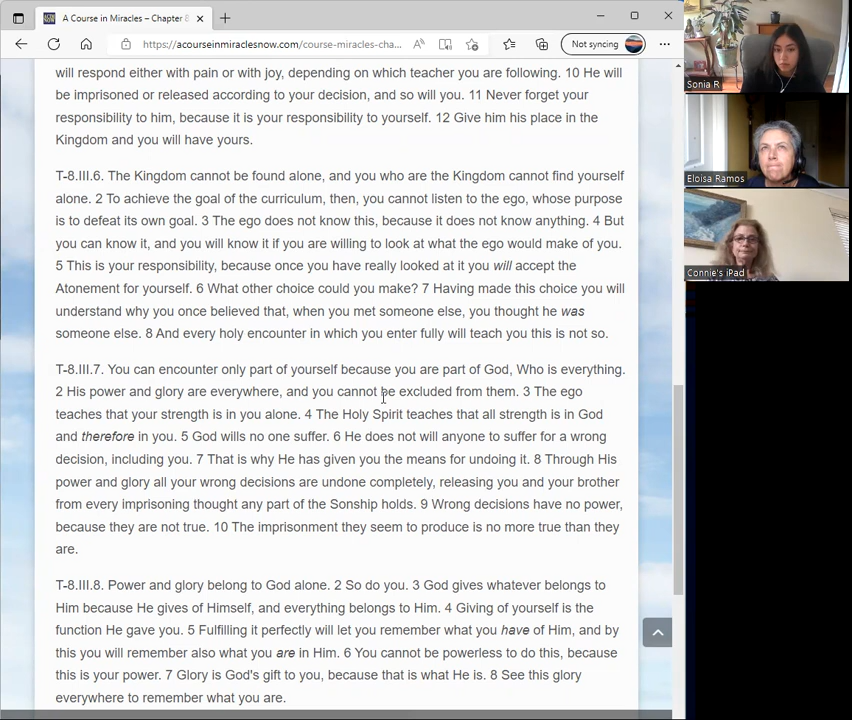 A Course in Miracles – Chapter 8
https://acourseinmiraclesnow.com/course-miracles-cha...
Not syncing
will respond either with pain or with joy, depending on which teacher you are following. 10 He will
be imprisoned or released according to your decision, and so will you. 11 Never forget your
responsibility to him, because it is your responsibility to yourself. 12 Give him his place in the
Kingdom and you will have yours.
T-8.III.6. The Kingdom cannot be found alone, and you who are the Kingdom cannot find yourself
alone. 2 To achieve the goal of the curriculum, then, you cannot listen to the ego, whose purpose
is to defeat its own goal. 3 The ego does not know this, because it does not know anything. 4 But
you can know it, and you will know it if you are willing to look at what the ego would make of you.
5 This is your responsibility, because once you have really looked at it you will accept the
Atonement for yourself. 6 What other choice could you make? 7 Having made this choice you will
understand why you once believed that, when you met someone else, you thought he was
someone else. 8 And every holy encounter in which you enter fully will teach you this is not so.
T-8.III.7. You can encounter only part of yourself because you are part of God, Who is everything.
2 His power and glory are everywhere, and you cannot be excluded from them. 3 The ego
teaches that your strength is in you alone. 4 The Holy Spirit teaches that all strength is in God
and therefore in you. 5 God wills no one suffer. 6 He does not will anyone to suffer for a wrong
decision, including you. 7 That is why He has given you the means for undoing it. 8 Through His
power and glory all your wrong decisions are undone completely, releasing you and your brother
from every imprisoning thought any part of the Sonship holds. 9 Wrong decisions have no power,
because they are not true. 10 The imprisonment they seem to produce is no more true than they
are.
T-8.III.8. Power and glory belong to God alone. 2 So do you. 3 God gives whatever belongs to
Him because He gives of Himself, and everything belongs to Him. 4 Giving of yourself is the
function He gave you. 5 Fulfilling it perfectly will let you remember what you have of Him, and by
this you will remember also what you are in Him. 6 You cannot be powerless to do this, because
this is your power. 7 Glory is God's gift to you, because that is what He is. 8 See this glory
everywhere to remember what you are.
Sonia R
Eloisa Ramos
Connie's iPad